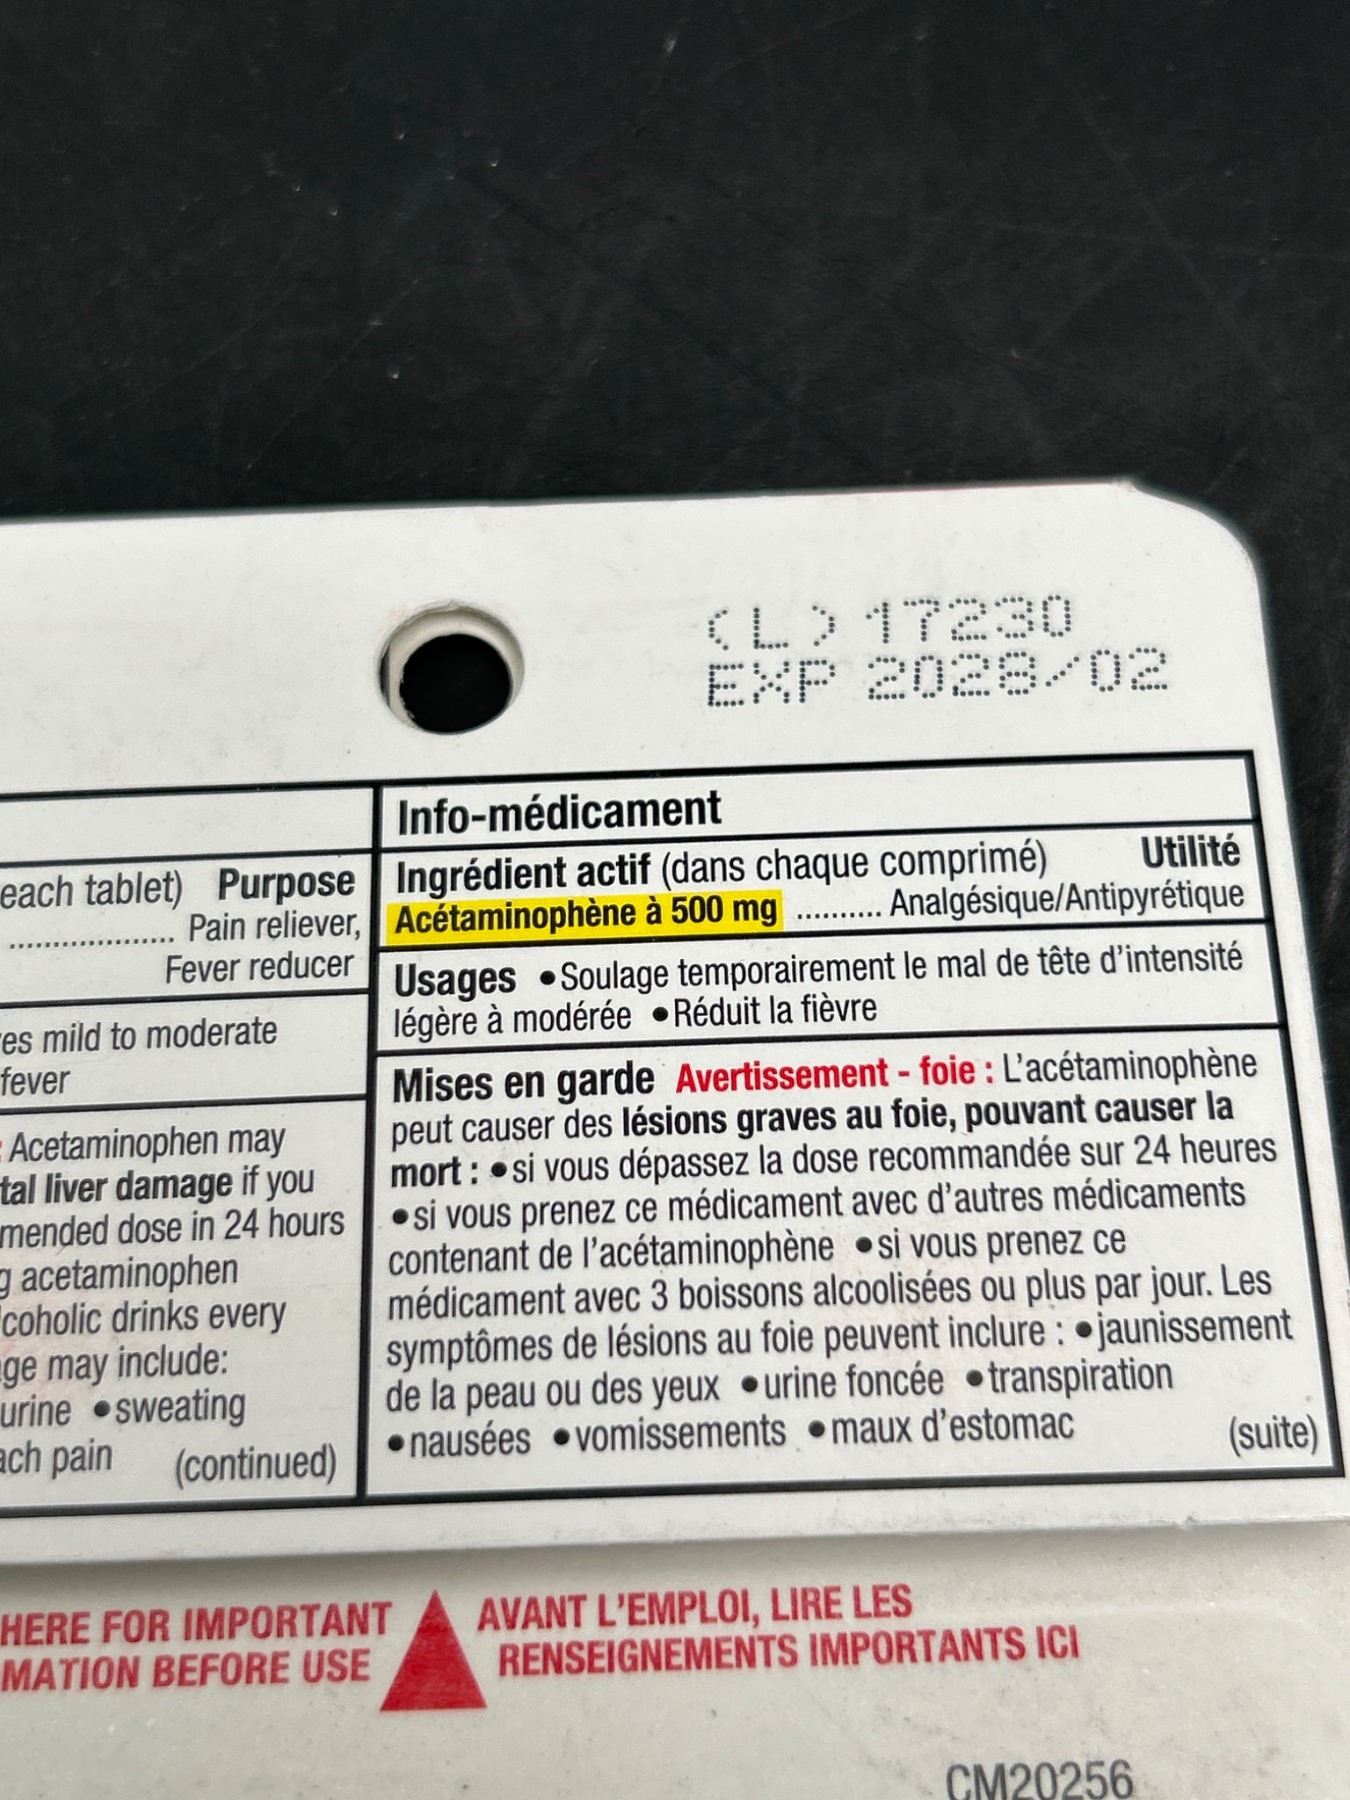 (L) 17230
EXP 2028/02
each tablet) Purpose
.................... Pain reliever,
Fever reducer
es mild to moderate
fever
: Acetaminophen may
tal liver damage if you
mended dose in 24 hours
g acetaminophen
coholic drinks every
ge may include:
urine •sweating
ach pain (continued)
Info-médicament
Ingrédient actif (dans chaque comprimé) Utilité
Acétaminophène à 500 mg .......... Analgésique/Antipyrétique
Usages •Soulage temporairement le mal de tête d'intensité
légère à modérée •Réduit la fièvre
Mises en garde Avertissement - foie : L'acétaminophène
peut causer des lésions graves au foie, pouvant causer la
mort : •si vous dépassez la dose recommandée sur 24 heures
•si vous prenez ce médicament avec d'autres médicaments
contenant de l'acétaminophène •si vous prenez ce
médicament avec 3 boissons alcoolisées ou plus par jour. Les
symptômes de lésions au foie peuvent inclure : •jaunissement
de la peau ou des yeux •urine foncée •transpiration
•nausées •vomissements •maux d'estomac (suite)
HERE FOR IMPORTANT
MATION BEFORE USE
AVANT L'EMPLOI, LIRE LES
RENSEIGNEMENTS IMPORTANTS ICI
CM20256